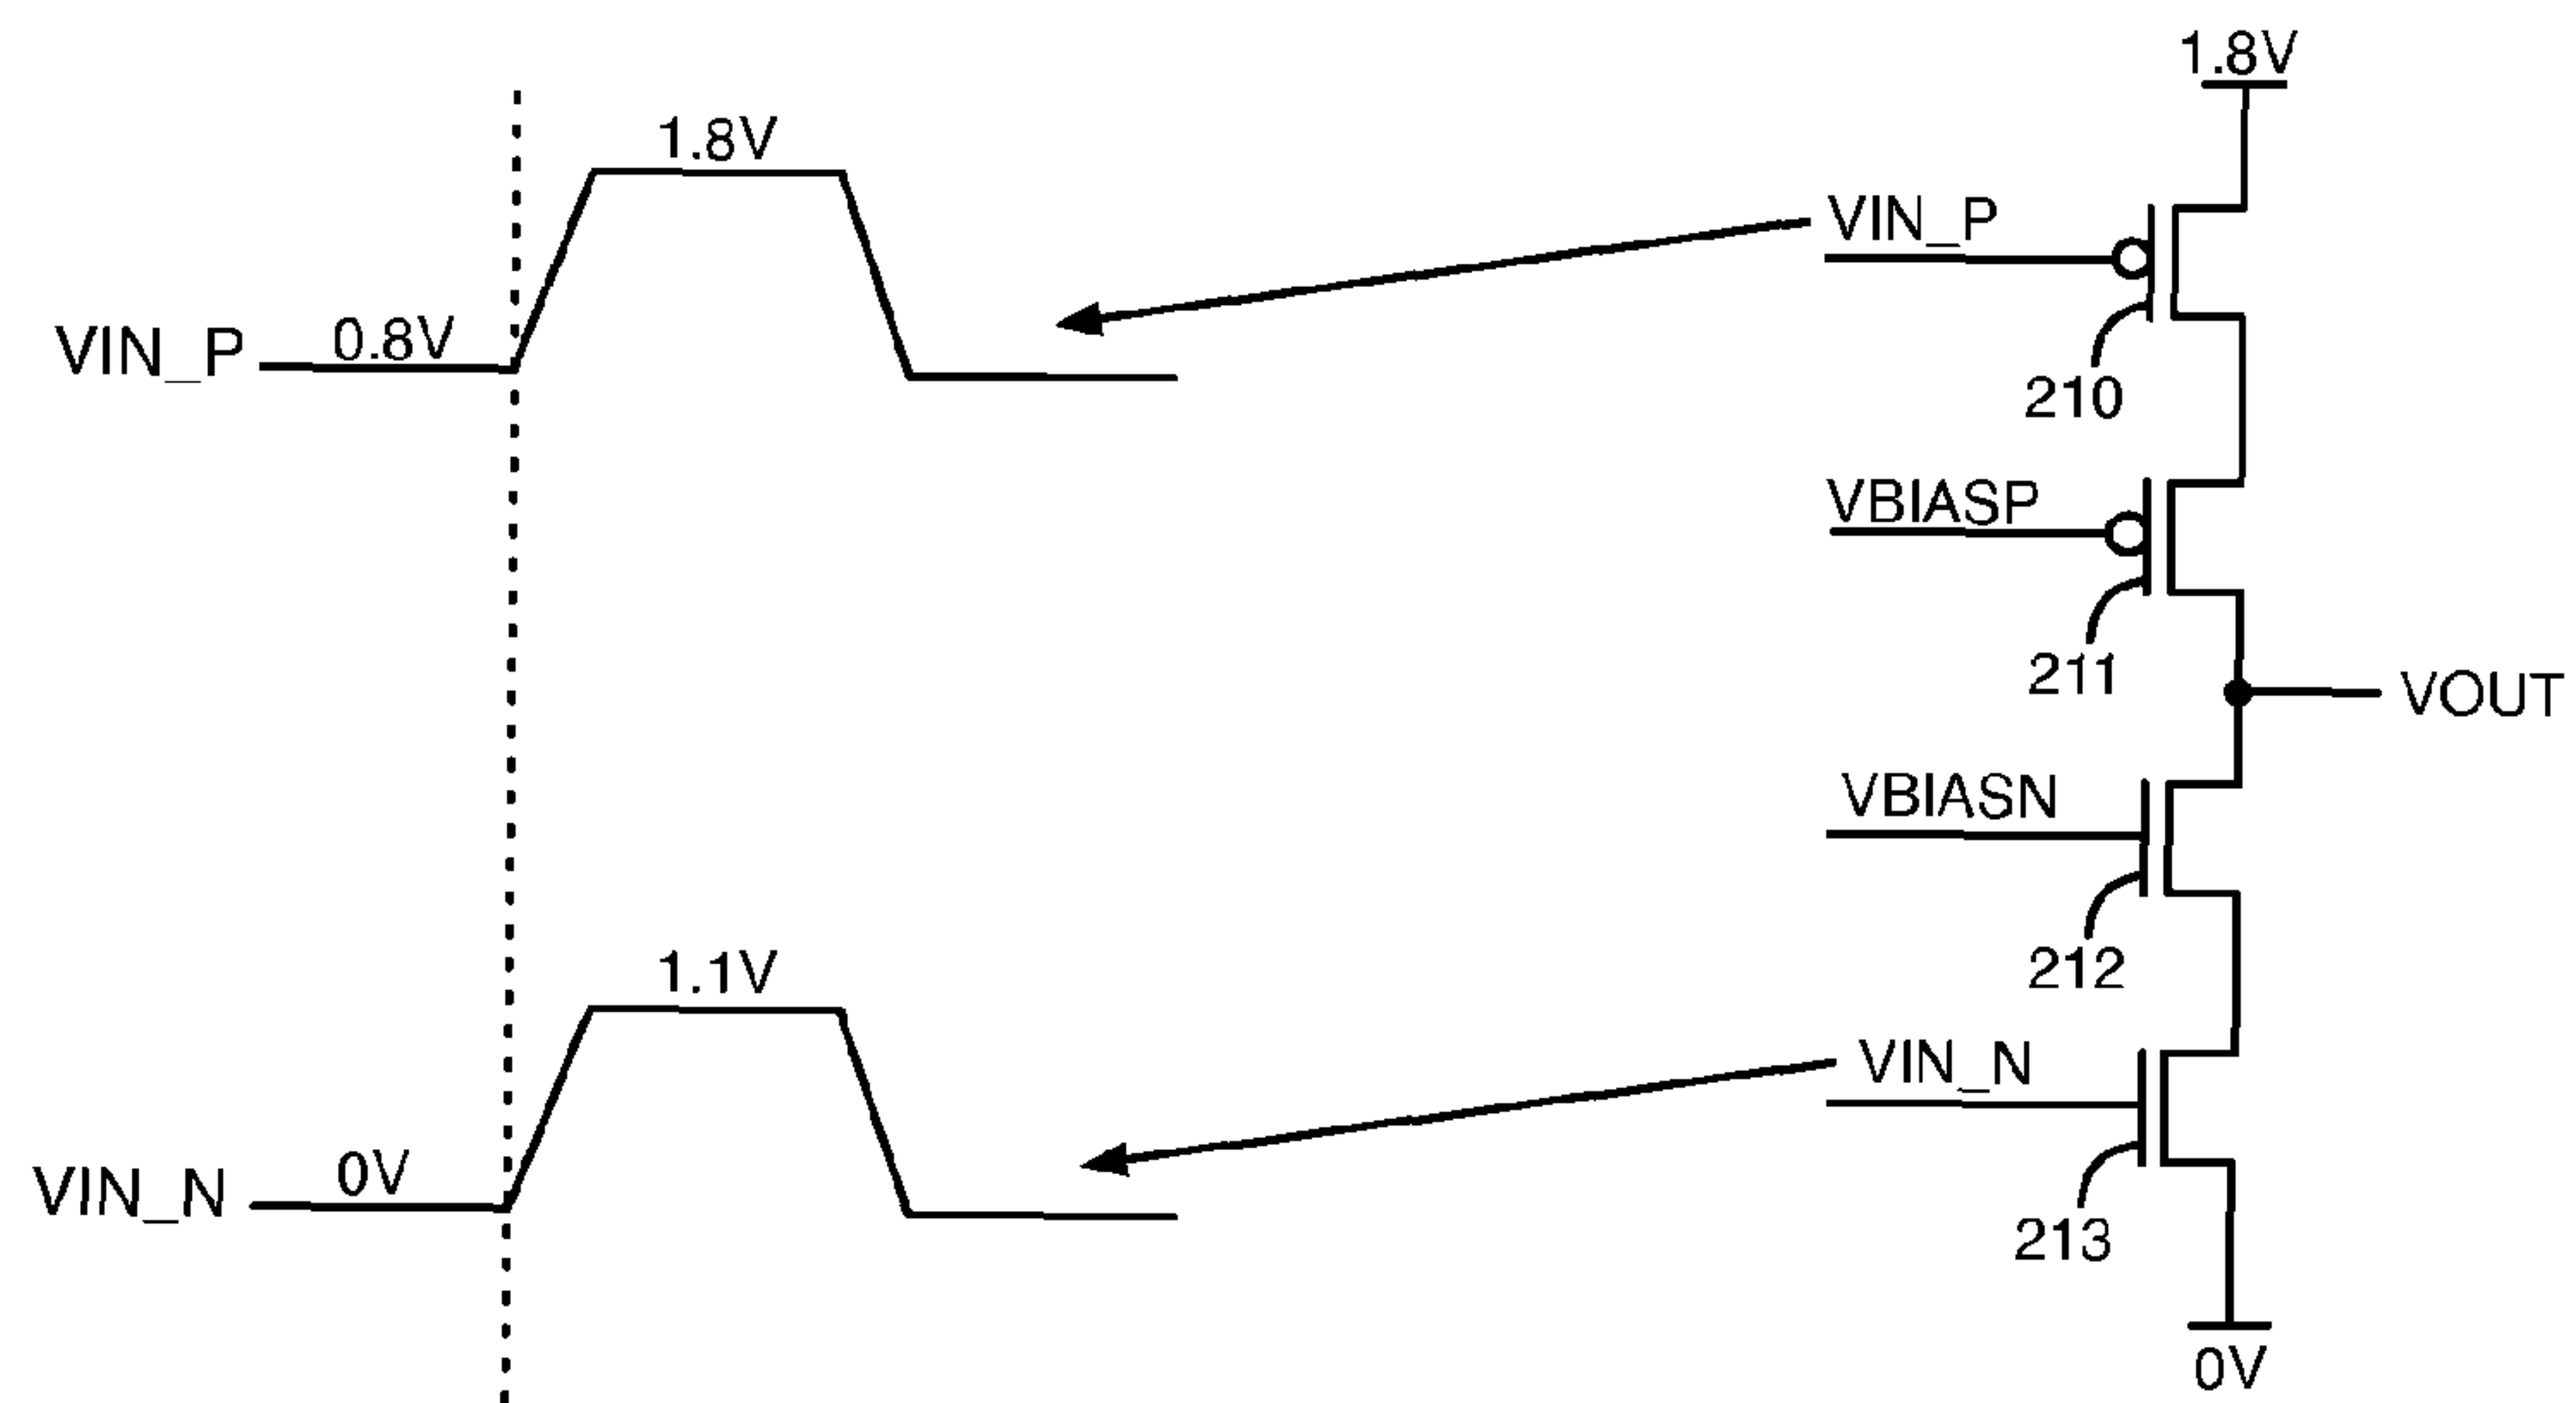 1.8V
1.8V
VIN_P
0.8V
VIN_P
210
VBIASP
211
VOUT
VBIASN
1.1V
212
VIN_N
0V
VIN_N
213
0V